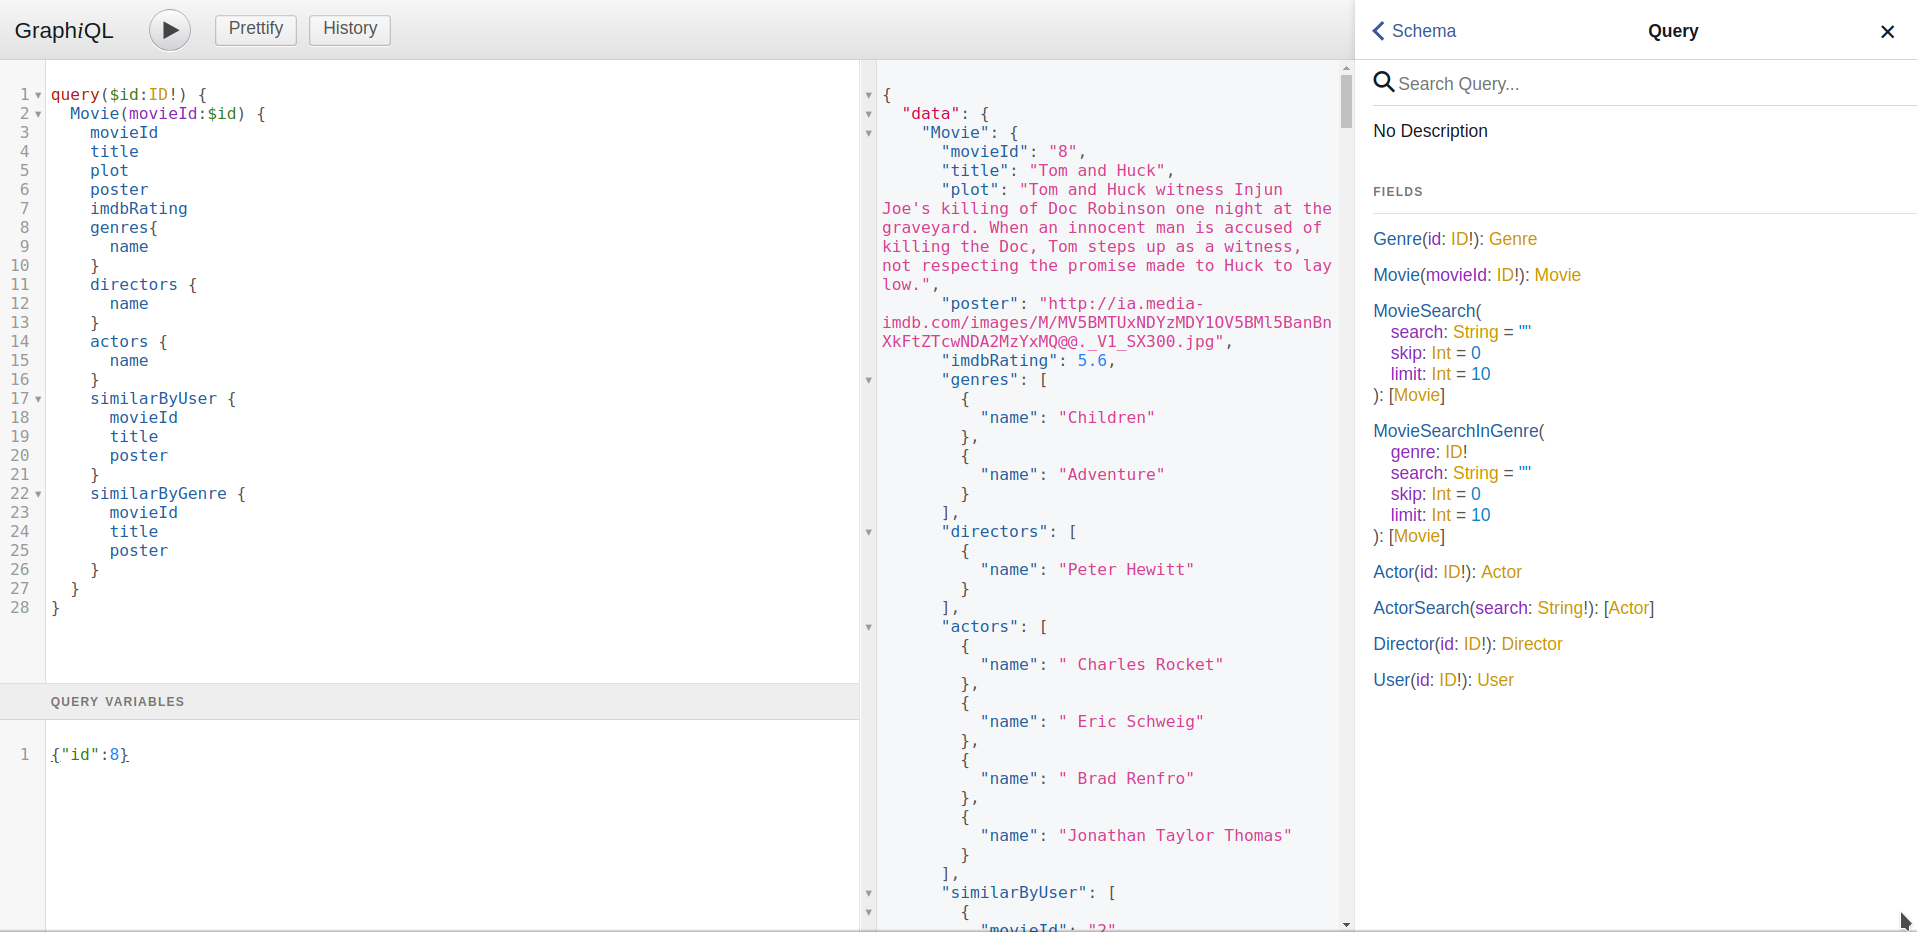 GraphiQL
Prettify
History
1 query($id:ID!) {
2 Movie(movieId:$id) {
3 movieId
4 title
5 plot
6 poster
7 imdbRating
8 genres{
9 name
10 }
11 directors {
12 name
13 }
14 actors {
15 name
16 }
17 similarByUser {
18 movieId
19 title
20 poster
21 }
22 similarByGenre {
23 movieId
24 title
25 poster
26 }
27 }
28 }
QUERY VARIABLES
1 {"id":8}
{
"data": {
"Movie": {
"movieId": "8",
"title": "Tom and Huck",
"plot": "Tom and Huck witness Injun
Joe's killing of Doc Robinson one night at the
graveyard. When an innocent man is accused of
killing the Doc, Tom steps up as a witness,
not respecting the promise made to Huck to lay
low.",
"poster": "http://ia.media-
imdb.com/images/M/MV5BMTUxNDYzMDY1OV5BMl5BanBn
XkFtZTcwNDA2MzYxMQ@@._V1_SX300.jpg",
"imdbRating": 5.6,
"genres": [
{
"name": "Children"
},
{
"name": "Adventure"
}
],
"directors": [
{
"name": "Peter Hewitt"
}
],
"actors": [
{
"name": " Charles Rocket"
},
{
"name": " Eric Schweig"
},
{
"name": " Brad Renfro"
},
{
"name": "Jonathan Taylor Thomas"
}
],
"similarByUser": [
{
"movieId": "2"
Schema
Query
✕
Search Query...
No Description
FIELDS
Genre(id: ID!): Genre
Movie(movieId: ID!): Movie
MovieSearch(
search: String = ""
skip: Int = 0
limit: Int = 10
): [Movie]
MovieSearchInGenre(
genre: ID!
search: String = ""
skip: Int = 0
limit: Int = 10
): [Movie]
Actor(id: ID!): Actor
ActorSearch(search: String!): [Actor]
Director(id: ID!): Director
User(id: ID!): User